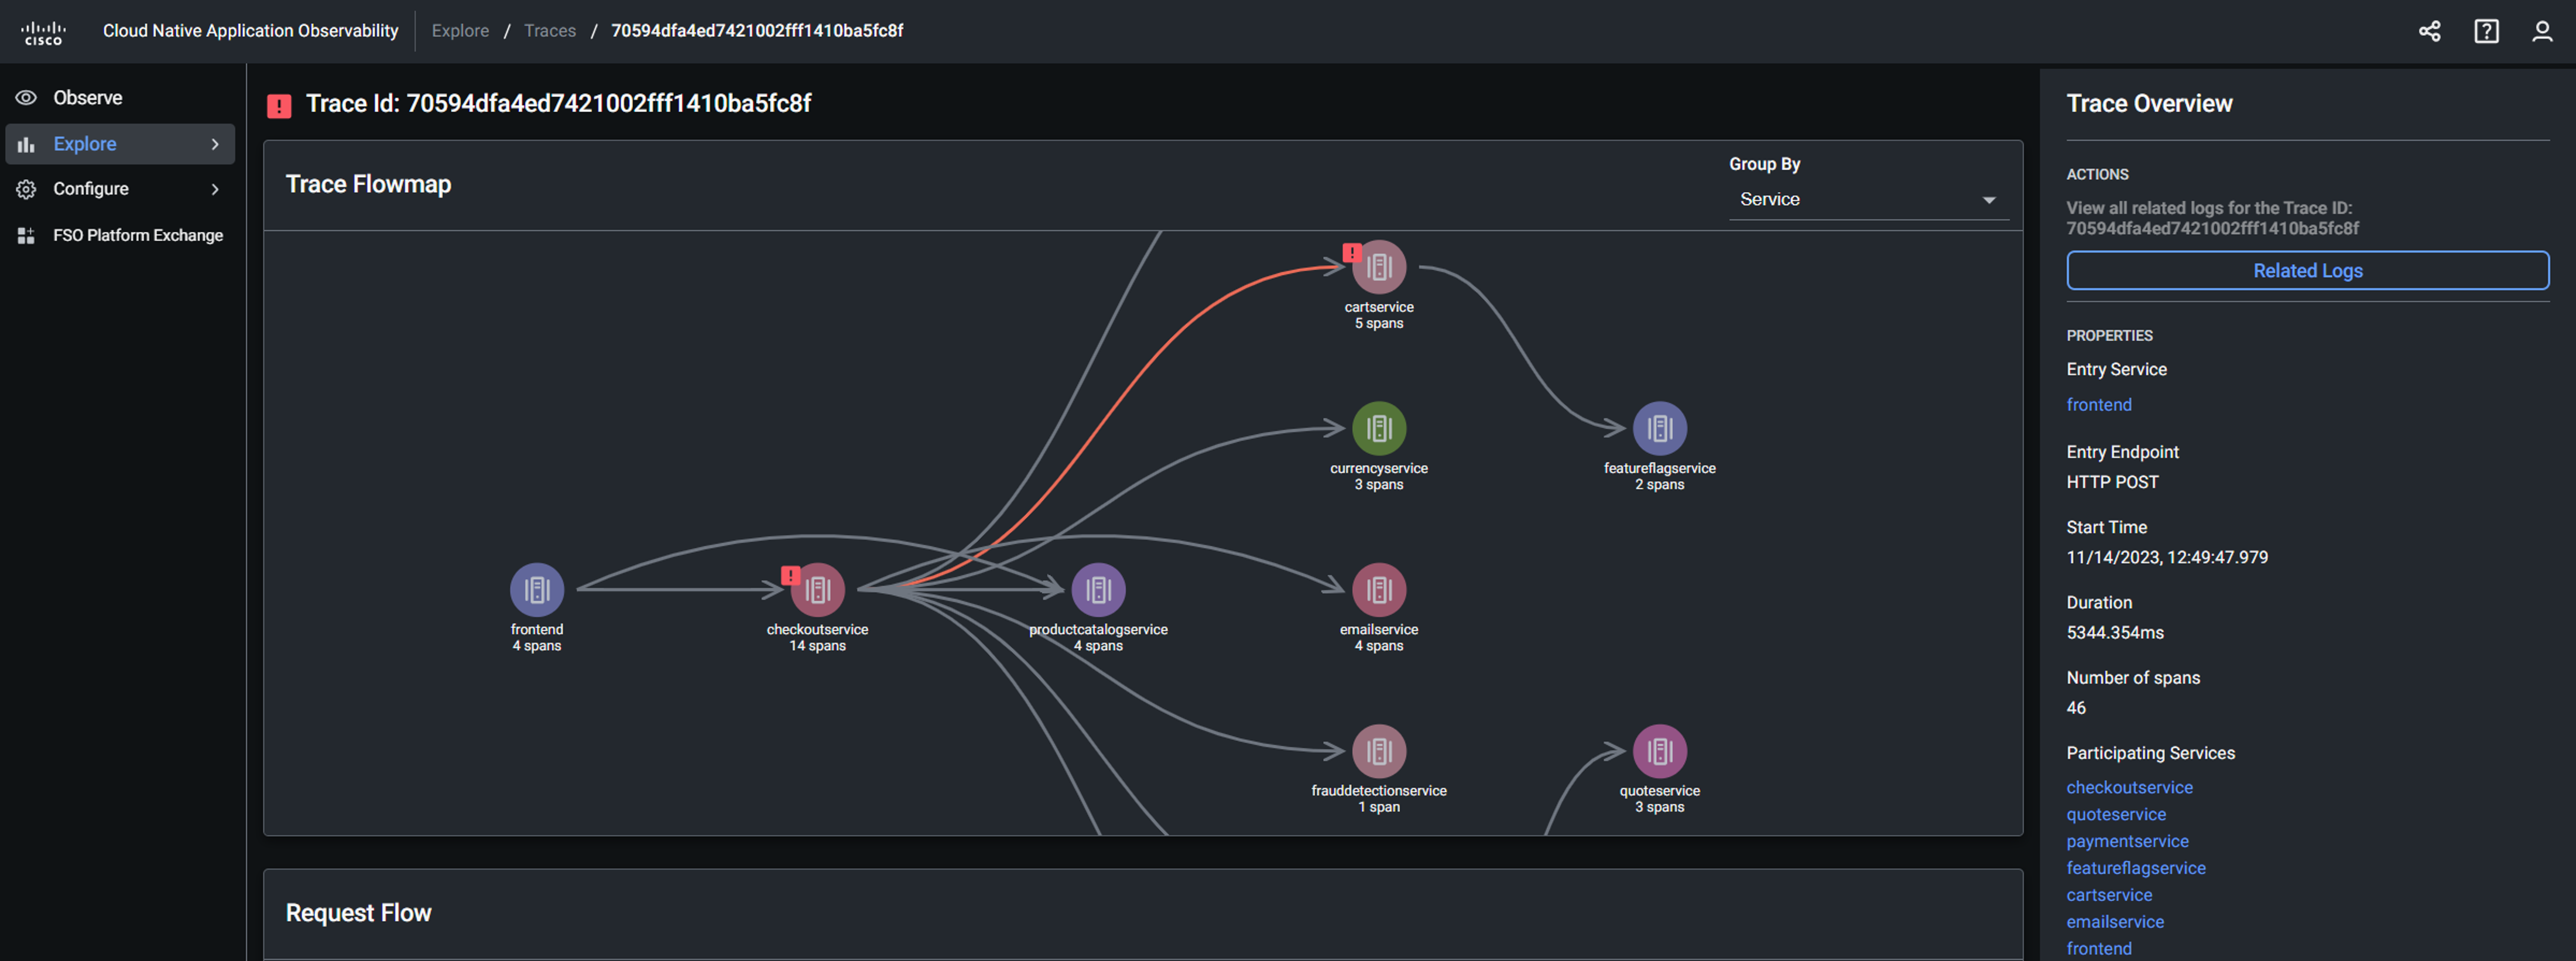 cisco
Cloud Native Application Observability
Explore / Traces / 70594dfa4ed7421002fff1410ba5fc8f
Observe
Explore
Configure
FSO Platform Exchange
Trace Id: 70594dfa4ed7421002fff1410ba5fc8f
Trace Flowmap
Group By
Service
cartservice
5 spans
currencyservice
3 spans
featureflagservice
2 spans
frontend
4 spans
checkoutservice
14 spans
productcatalogservice
4 spans
emailservice
4 spans
frauddetectionservice
1 span
quoteservice
3 spans
Request Flow
Trace Overview
ACTIONS
View all related logs for the Trace ID:
70594dfa4ed7421002fff1410ba5fc8f
Related Logs
PROPERTIES
Entry Service
frontend
Entry Endpoint
HTTP POST
Start Time
11/14/2023, 12:49:47.979
Duration
5344.354ms
Number of spans
46
Participating Services
checkoutservice
quoteservice
paymentservice
featureflagservice
cartservice
emailservice
frontend